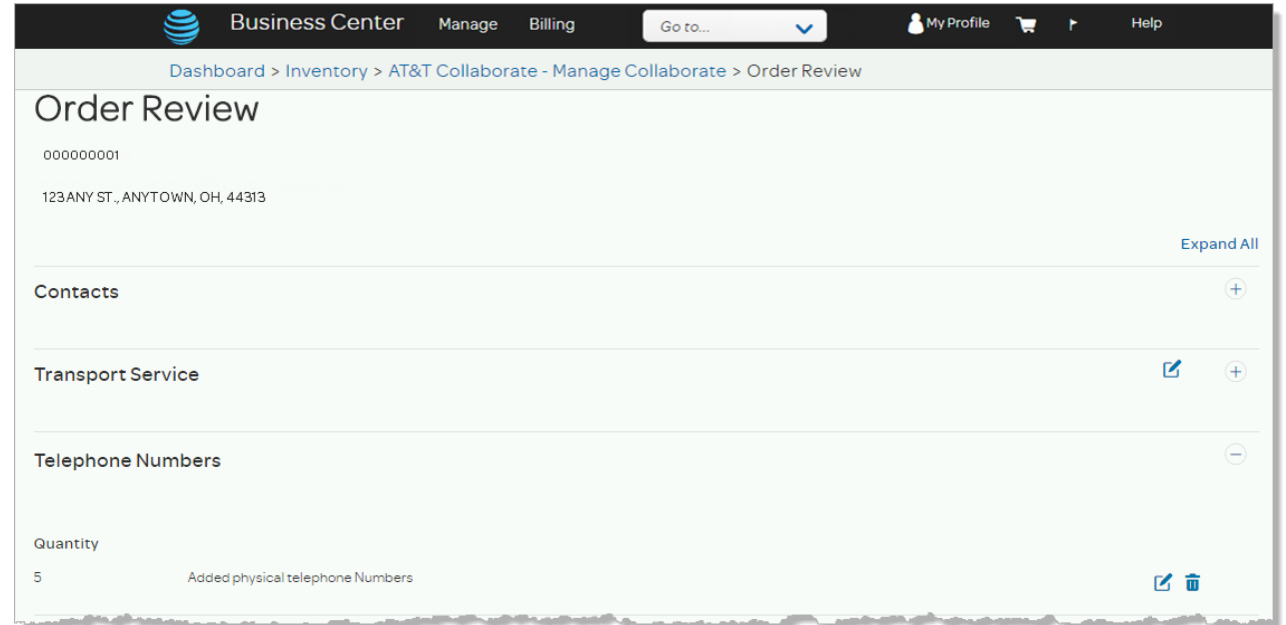 Business Center Manage Billing Go to... My Profile Help
Dashboard > Inventory > AT&T Collaborate - Manage Collaborate > Order Review
Order Review
000000001
123 ANY ST., ANYTOWN, OH, 44313
Expand All
Contacts
Transport Service
Telephone Numbers
Quantity
5 Added physical telephone Numbers